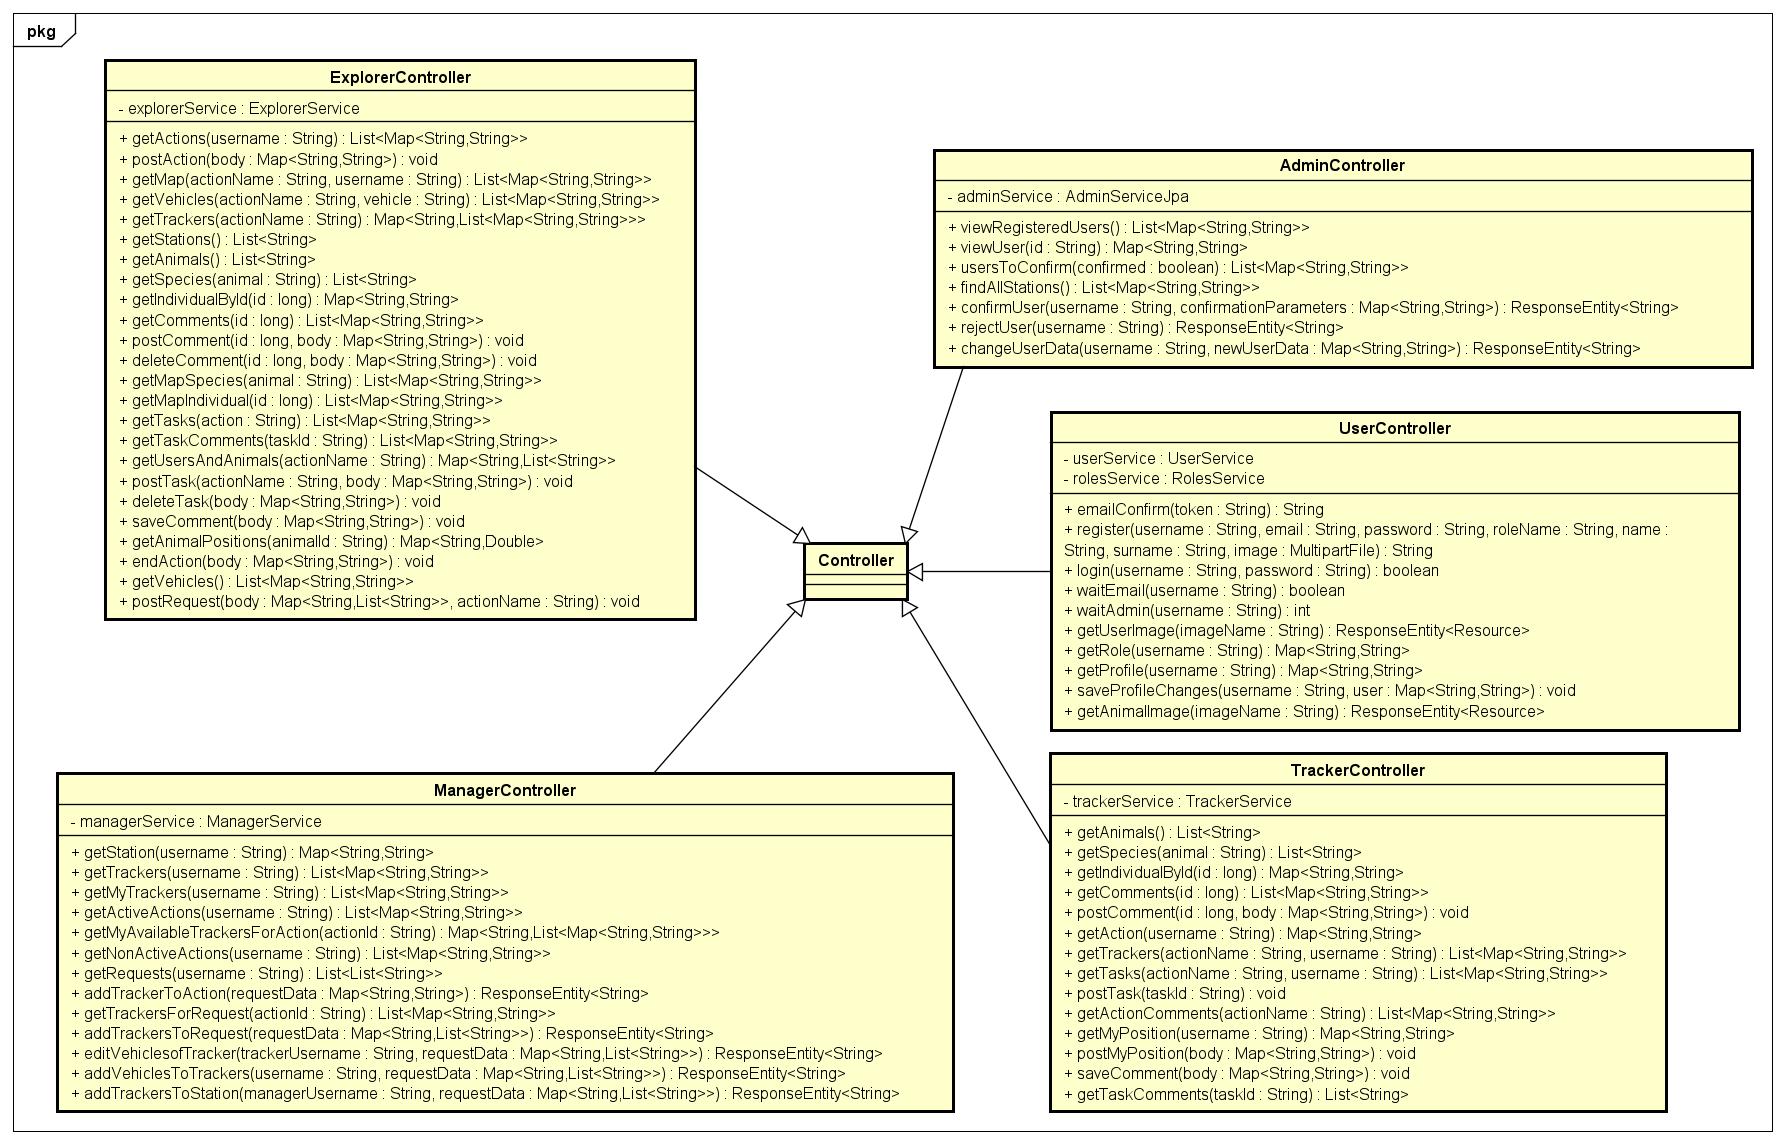 pkg
ExplorerController
- explorerService : ExplorerService
+ getActions(username : String) : List<Map<String,String>>
+ postAction(body : Map<String,String>) : void
+ getMap(actionName : String, username : String) : List<Map<String,String>>
+ getVehicles(actionName : String, vehicle : String) : List<Map<String,String>>
+ getTrackers(actionName : String) : Map<String,List<Map<String,String>>>
+ getStations() : List<String>
+ getAnimals() : List<String>
+ getSpecies(animal : String) : List<String>
+ getIndividualById(id : long) : Map<String,String>
+ getComments(id : long) : List<Map<String,String>>
+ postComment(id : long, body : Map<String,String>) : void
+ deleteComment(id : long, body : Map<String,String>) : void
+ getMapSpecies(animal : String) : List<Map<String,String>>
+ getMapIndividual(id : long) : List<Map<String,String>>
+ getTasks(action : String) : List<Map<String,String>>
+ getTaskComments(taskId : String) : List<Map<String,String>>
+ getUsersAndAnimals(actionName : String) : Map<String,List<String>>
+ postTask(actionName : String, body : Map<String,String>) : void
+ deleteTask(body : Map<String,String>) : void
+ saveComment(body : Map<String,String>) : void
+ getAnimalPositions(animalId : String) : Map<String,Double>
+ endAction(body : Map<String,String>) : void
+ getVehicles() : List<Map<String,String>>
+ postRequest(body : Map<String,List<String>>, actionName : String) : void
AdminController
- adminService : AdminServiceJpa
+ viewRegisteredUsers() : List<Map<String,String>>
+ viewUser(id : String) : Map<String,String>
+ usersToConfirm(confirmed : boolean) : List<Map<String,String>>
+ findAllStations() : List<Map<String,String>>
+ confirmUser(username : String, confirmationParameters : Map<String,String>) : ResponseEntity<String>
+ rejectUser(username : String) : ResponseEntity<String>
+ changeUserData(username : String, newUserData : Map<String,String>) : ResponseEntity<String>
Controller
UserController
- userService : UserService
- rolesService : RolesService
+ emailConfirm(token : String) : String
+ register(username : String, email : String, password : String, roleName : String, name :
String, surname : String, image : MultipartFile) : String
+ login(username : String, password : String) : boolean
+ waitEmail(username : String) : boolean
+ waitAdmin(username : String) : int
+ getUserImage(imageName : String) : ResponseEntity<Resource>
+ getRole(username : String) : Map<String,String>
+ getProfile(username : String) : Map<String,String>
+ saveProfileChanges(username : String, user : Map<String,String>) : void
+ getAnimalImage(imageName : String) : ResponseEntity<Resource>
ManagerController
- managerService : ManagerService
+ getStation(username : String) : Map<String,String>
+ getTrackers(username : String) : List<Map<String,String>>
+ getMyTrackers(username : String) : List<Map<String,String>>
+ getActiveActions(username : String) : List<Map<String,String>>
+ getMyAvailableTrackersForAction(actionId : String) : Map<String,List<Map<String,String>>>
+ getNonActiveActions(username : String) : List<Map<String,String>>
+ getRequests(username : String) : List<List<String>>
+ addTrackerToAction(requestData : Map<String,String>) : ResponseEntity<String>
+ getTrackersForRequest(actionId : String) : List<Map<String,String>>
+ addTrackersToRequest(requestData : Map<String,List<String>>) : ResponseEntity<String>
+ editVehiclesofTracker(trackerUsername : String, requestData : Map<String,List<String>>) : ResponseEntity<String>
+ addVehiclesToTrackers(username : String, requestData : Map<String,List<String>>) : ResponseEntity<String>
+ addTrackersToStation(managerUsername : String, requestData : Map<String,List<String>>) : ResponseEntity<String>
TrackerController
- trackerService : TrackerService
+ getAnimals() : List<String>
+ getSpecies(animal : String) : List<String>
+ getIndividualById(id : long) : Map<String,String>
+ getComments(id : long) : List<Map<String,String>>
+ postComment(id : long, body : Map<String,String>) : void
+ getAction(username : String) : Map<String,String>
+ getTrackers(actionName : String, username : String) : List<Map<String,String>>
+ getTasks(actionName : String, username : String) : List<Map<String,String>>
+ postTask(taskId : String) : void
+ getActionComments(actionName : String) : List<Map<String,String>>
+ getMyPosition(username : String) : Map<String,String>
+ postMyPosition(body : Map<String,String>) : void
+ saveComment(body : Map<String,String>) : void
+ getTaskComments(taskId : String) : List<String>